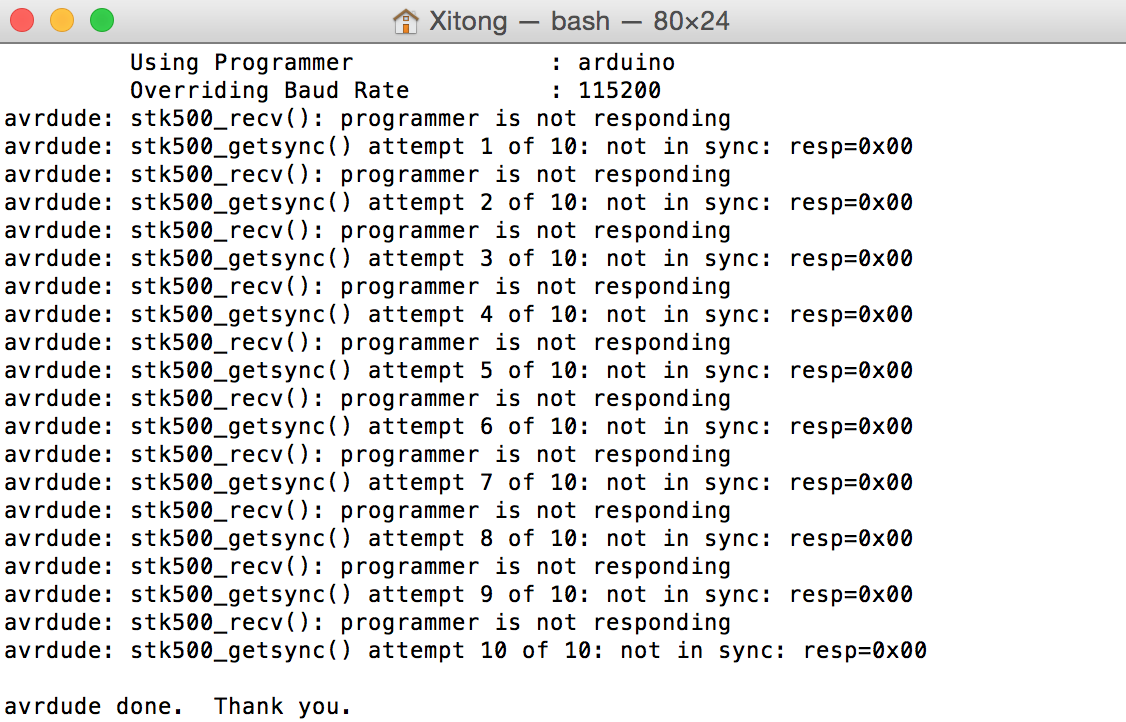 Xitong — bash — 80×24
Using Programmer : arduino
Overriding Baud Rate : 115200
avrdude: stk500_recv(): programmer is not responding
avrdude: stk500_getsync() attempt 1 of 10: not in sync: resp=0x00
avrdude: stk500_recv(): programmer is not responding
avrdude: stk500_getsync() attempt 2 of 10: not in sync: resp=0x00
avrdude: stk500_recv(): programmer is not responding
avrdude: stk500_getsync() attempt 3 of 10: not in sync: resp=0x00
avrdude: stk500_recv(): programmer is not responding
avrdude: stk500_getsync() attempt 4 of 10: not in sync: resp=0x00
avrdude: stk500_recv(): programmer is not responding
avrdude: stk500_getsync() attempt 5 of 10: not in sync: resp=0x00
avrdude: stk500_recv(): programmer is not responding
avrdude: stk500_getsync() attempt 6 of 10: not in sync: resp=0x00
avrdude: stk500_recv(): programmer is not responding
avrdude: stk500_getsync() attempt 7 of 10: not in sync: resp=0x00
avrdude: stk500_recv(): programmer is not responding
avrdude: stk500_getsync() attempt 8 of 10: not in sync: resp=0x00
avrdude: stk500_recv(): programmer is not responding
avrdude: stk500_getsync() attempt 9 of 10: not in sync: resp=0x00
avrdude: stk500_recv(): programmer is not responding
avrdude: stk500_getsync() attempt 10 of 10: not in sync: resp=0x00
avrdude done.  Thank you.